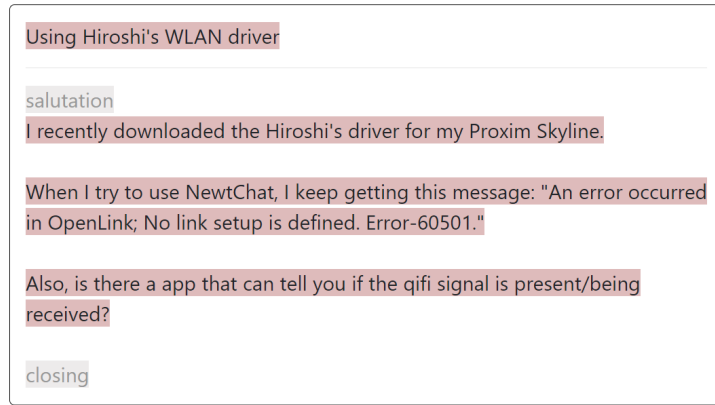 Using Hiroshi's WLAN driver
salutation
I recently downloaded the Hiroshi's driver for my Proxim Skyline.
When I try to use NewtChat, I keep getting this message: "An error occurred
in OpenLink; No link setup is defined. Error-60501."
Also, is there a app that can tell you if the qifi signal is present/being
received?
closing